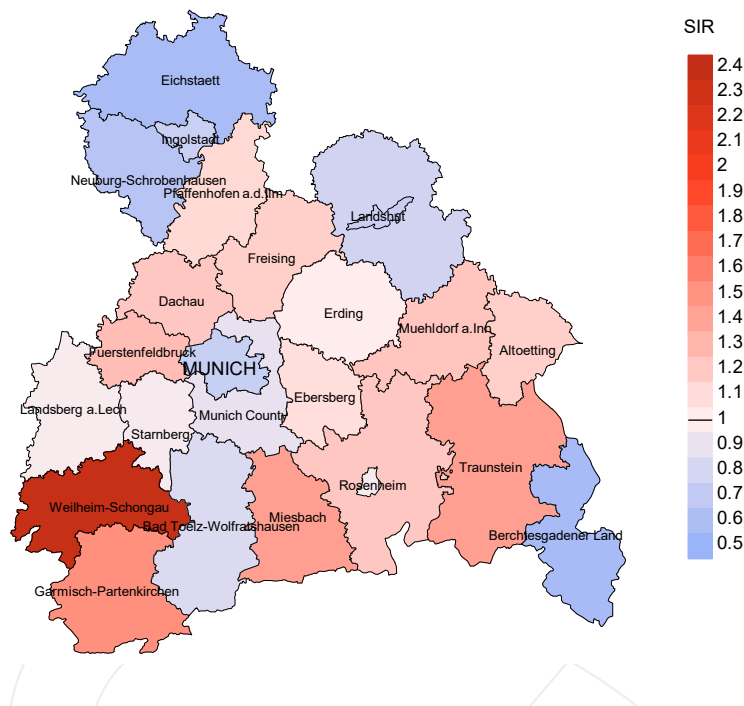 SIR
2.4
2.3
2.2
2.1
2
1.9
1.8
1.7
1.6
1.5
1.4
1.3
1.2
1.1
1
0.9
0.8
0.7
0.6
0.5
Eichstaett
Ingolstadt
Neuburg-Schrobenhausen
Pfaffenhofen a.d.Ilm
Landshut
Freising
Dachau
Erding
Muehldorf a.Inn
Altoetting
Fuerstenfeldbruck
MUNICH
Ebersberg
Landsberg a.Lech
Munich County
Starnberg
Traunstein
Rosenheim
Weilheim-Schongau
Miesbach
Bad Toelz-Wolfratshausen
Berchtesgadener Land
Garmisch-Partenkirchen